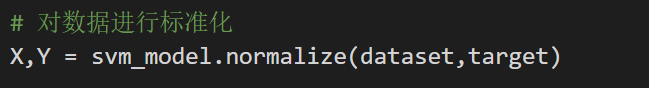 # 对数据进行标准化
X,Y = svm_model.normalize(dataset,target)